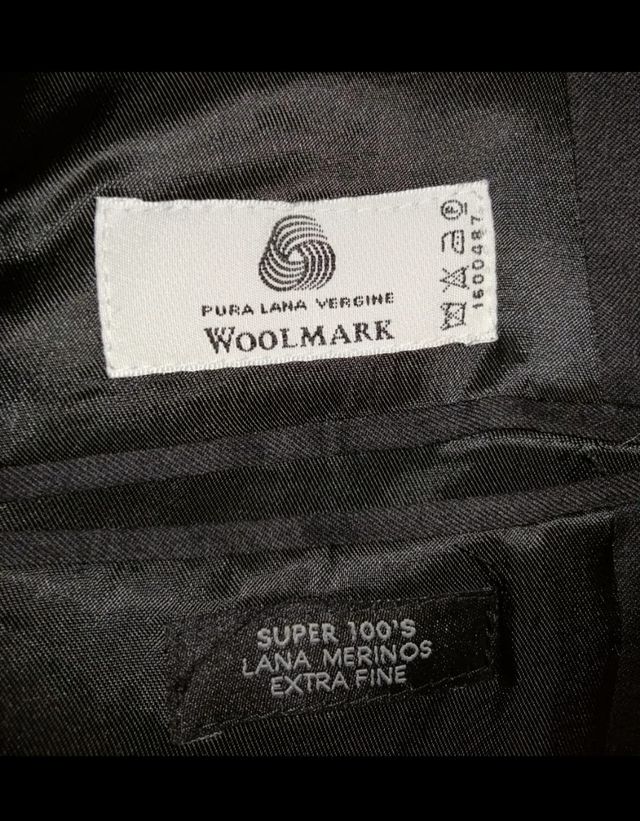 PURA LANA VERGINE
WOOLMARK
1600487
SUPER 100'S
LANA MERINOS
EXTRA FINE